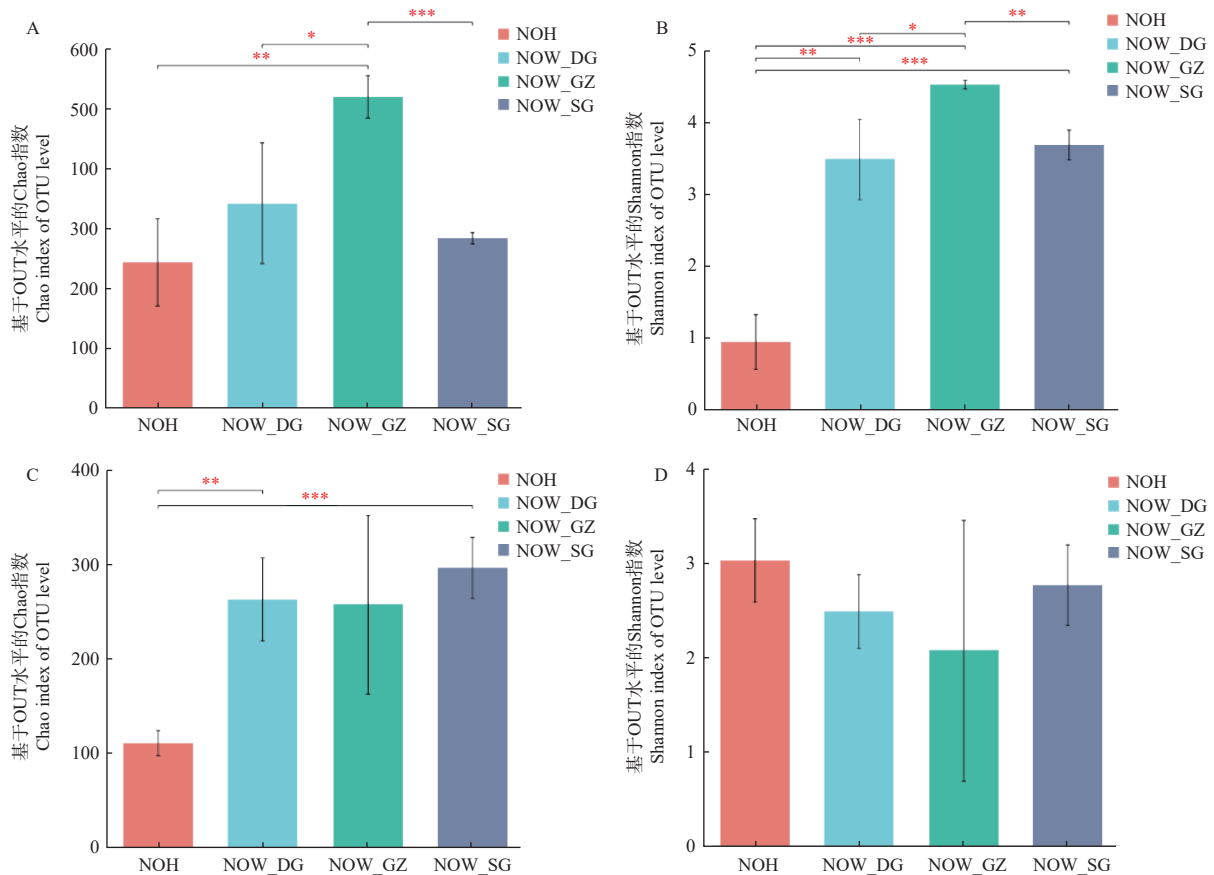 A
600
500
100
300
200
100
0
基于OUT水平的Chao指数
Chao index of OTU level
*
***
**
NOH
NOW_DG
NOW_GZ
NOW_SG
NOH
NOW_DG
NOW_GZ
NOW_SG
B
5
4
3
2
1
0
基于OUT水平的Shannon指数
Shannon index of OTU level
**
*
***
**
***
NOH
NOW_DG
NOW_GZ
NOW_SG
NOH
NOW_DG
NOW_GZ
NOW_SG
C
400
300
200
100
0
基于OUT水平的Chao指数
Chao index of OTU level
**
***
NOH
NOW_DG
NOW_GZ
NOW_SG
NOH
NOW_DG
NOW_GZ
NOW_SG
D
4
3
3
2
1
0
基于OUT水平的Shannon指数
Shannon index of OTU level
NOH
NOW_DG
NOW_GZ
NOW_SG
NOH
NOW_DG
NOW_GZ
NOW_SG